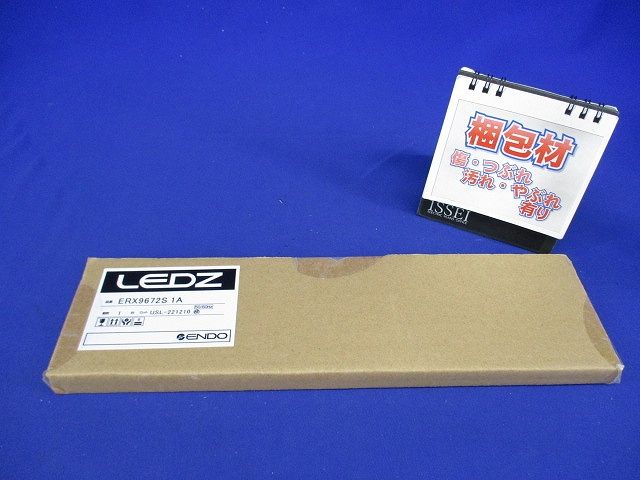 梱包材
傷・つぶれ
汚れ・やぶれ
有り
ISSEI
LEDZ
ERX9672S 1A
USL-221210
ENDO